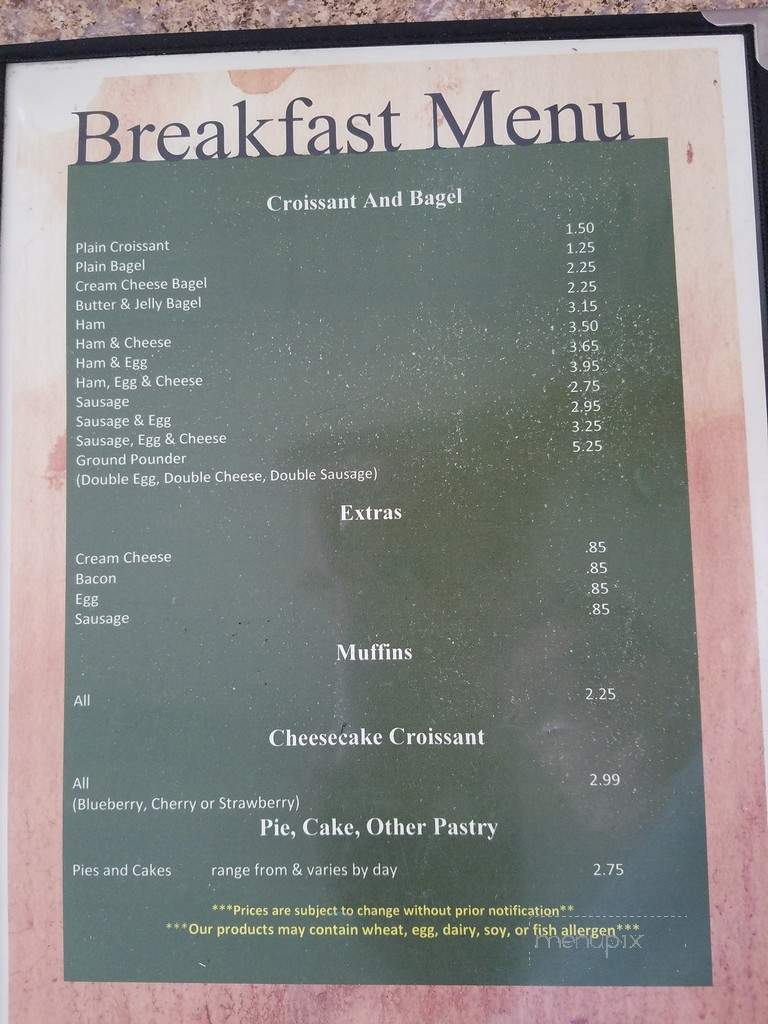 Breakfast Menu
Croissant And Bagel
Plain Croissant 1.50
Plain Bagel 1.25
Cream Cheese Bagel 2.25
Butter & Jelly Bagel 2.25
Ham 3.15
Ham & Cheese 3.50
Ham & Egg 3.65
Ham, Egg & Cheese 3.95
Sausage 2.75
Sausage & Egg 2.95
Sausage, Egg & Cheese 3.25
Ground Pounder 5.25
(Double Egg, Double Cheese, Double Sausage)
Extras
Cream Cheese .85
Bacon .85
Egg .85
Sausage .85
Muffins
All 2.25
Cheesecake Croissant
All 2.99
(Blueberry, Cherry or Strawberry)
Pie, Cake, Other Pastry
Pies and Cakes range from & varies by day 2.75
***Prices are subject to change without prior notification**
***Our products may contain wheat, egg, dairy, soy, or fish allergen***
menupix